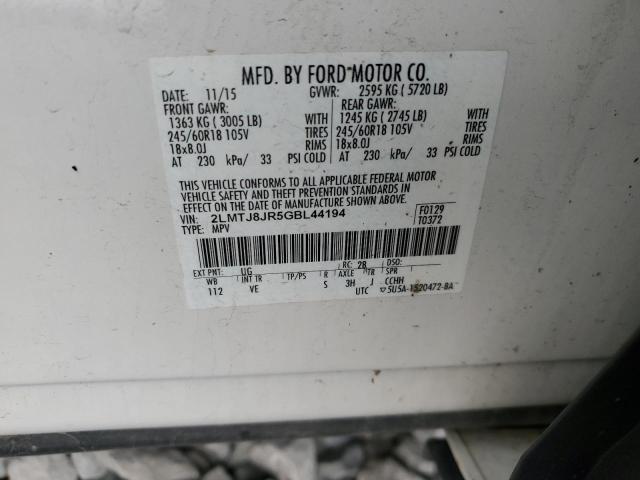 MFD. BY FORD MOTOR CO.
DATE: 11/15 GVWR: 2595 KG ( 5720 LB)
FRONT GAWR: REAR GAWR:
1363 KG ( 3005 LB) WITH 1245 KG ( 2745 LB) WITH
245/60R18 105V TIRES 245/60R18 105V TIRES
18x8.0J RIMS 18x8.0J RIMS
AT 230 kPa/ 33 PSI COLD AT 230 kPa/ 33 PSI COLD
THIS VEHICLE CONFORMS TO ALL APPLICABLE FEDERAL MOTOR
VEHICLE SAFETY AND THEFT PREVENTION STANDARDS IN
EFFECT ON THE DATE OF MANUFACTURE SHOWN ABOVE.
VIN: 2LMTJ8JR5GBL44194 F0129
TYPE: MPV T0372
EXT PNT: UG RC: 28 DSO:
WB INT TR TP/PS R AXLE TR SPR
112 VE S 3H J CCHH
UTC 5U5A-1520472-BA